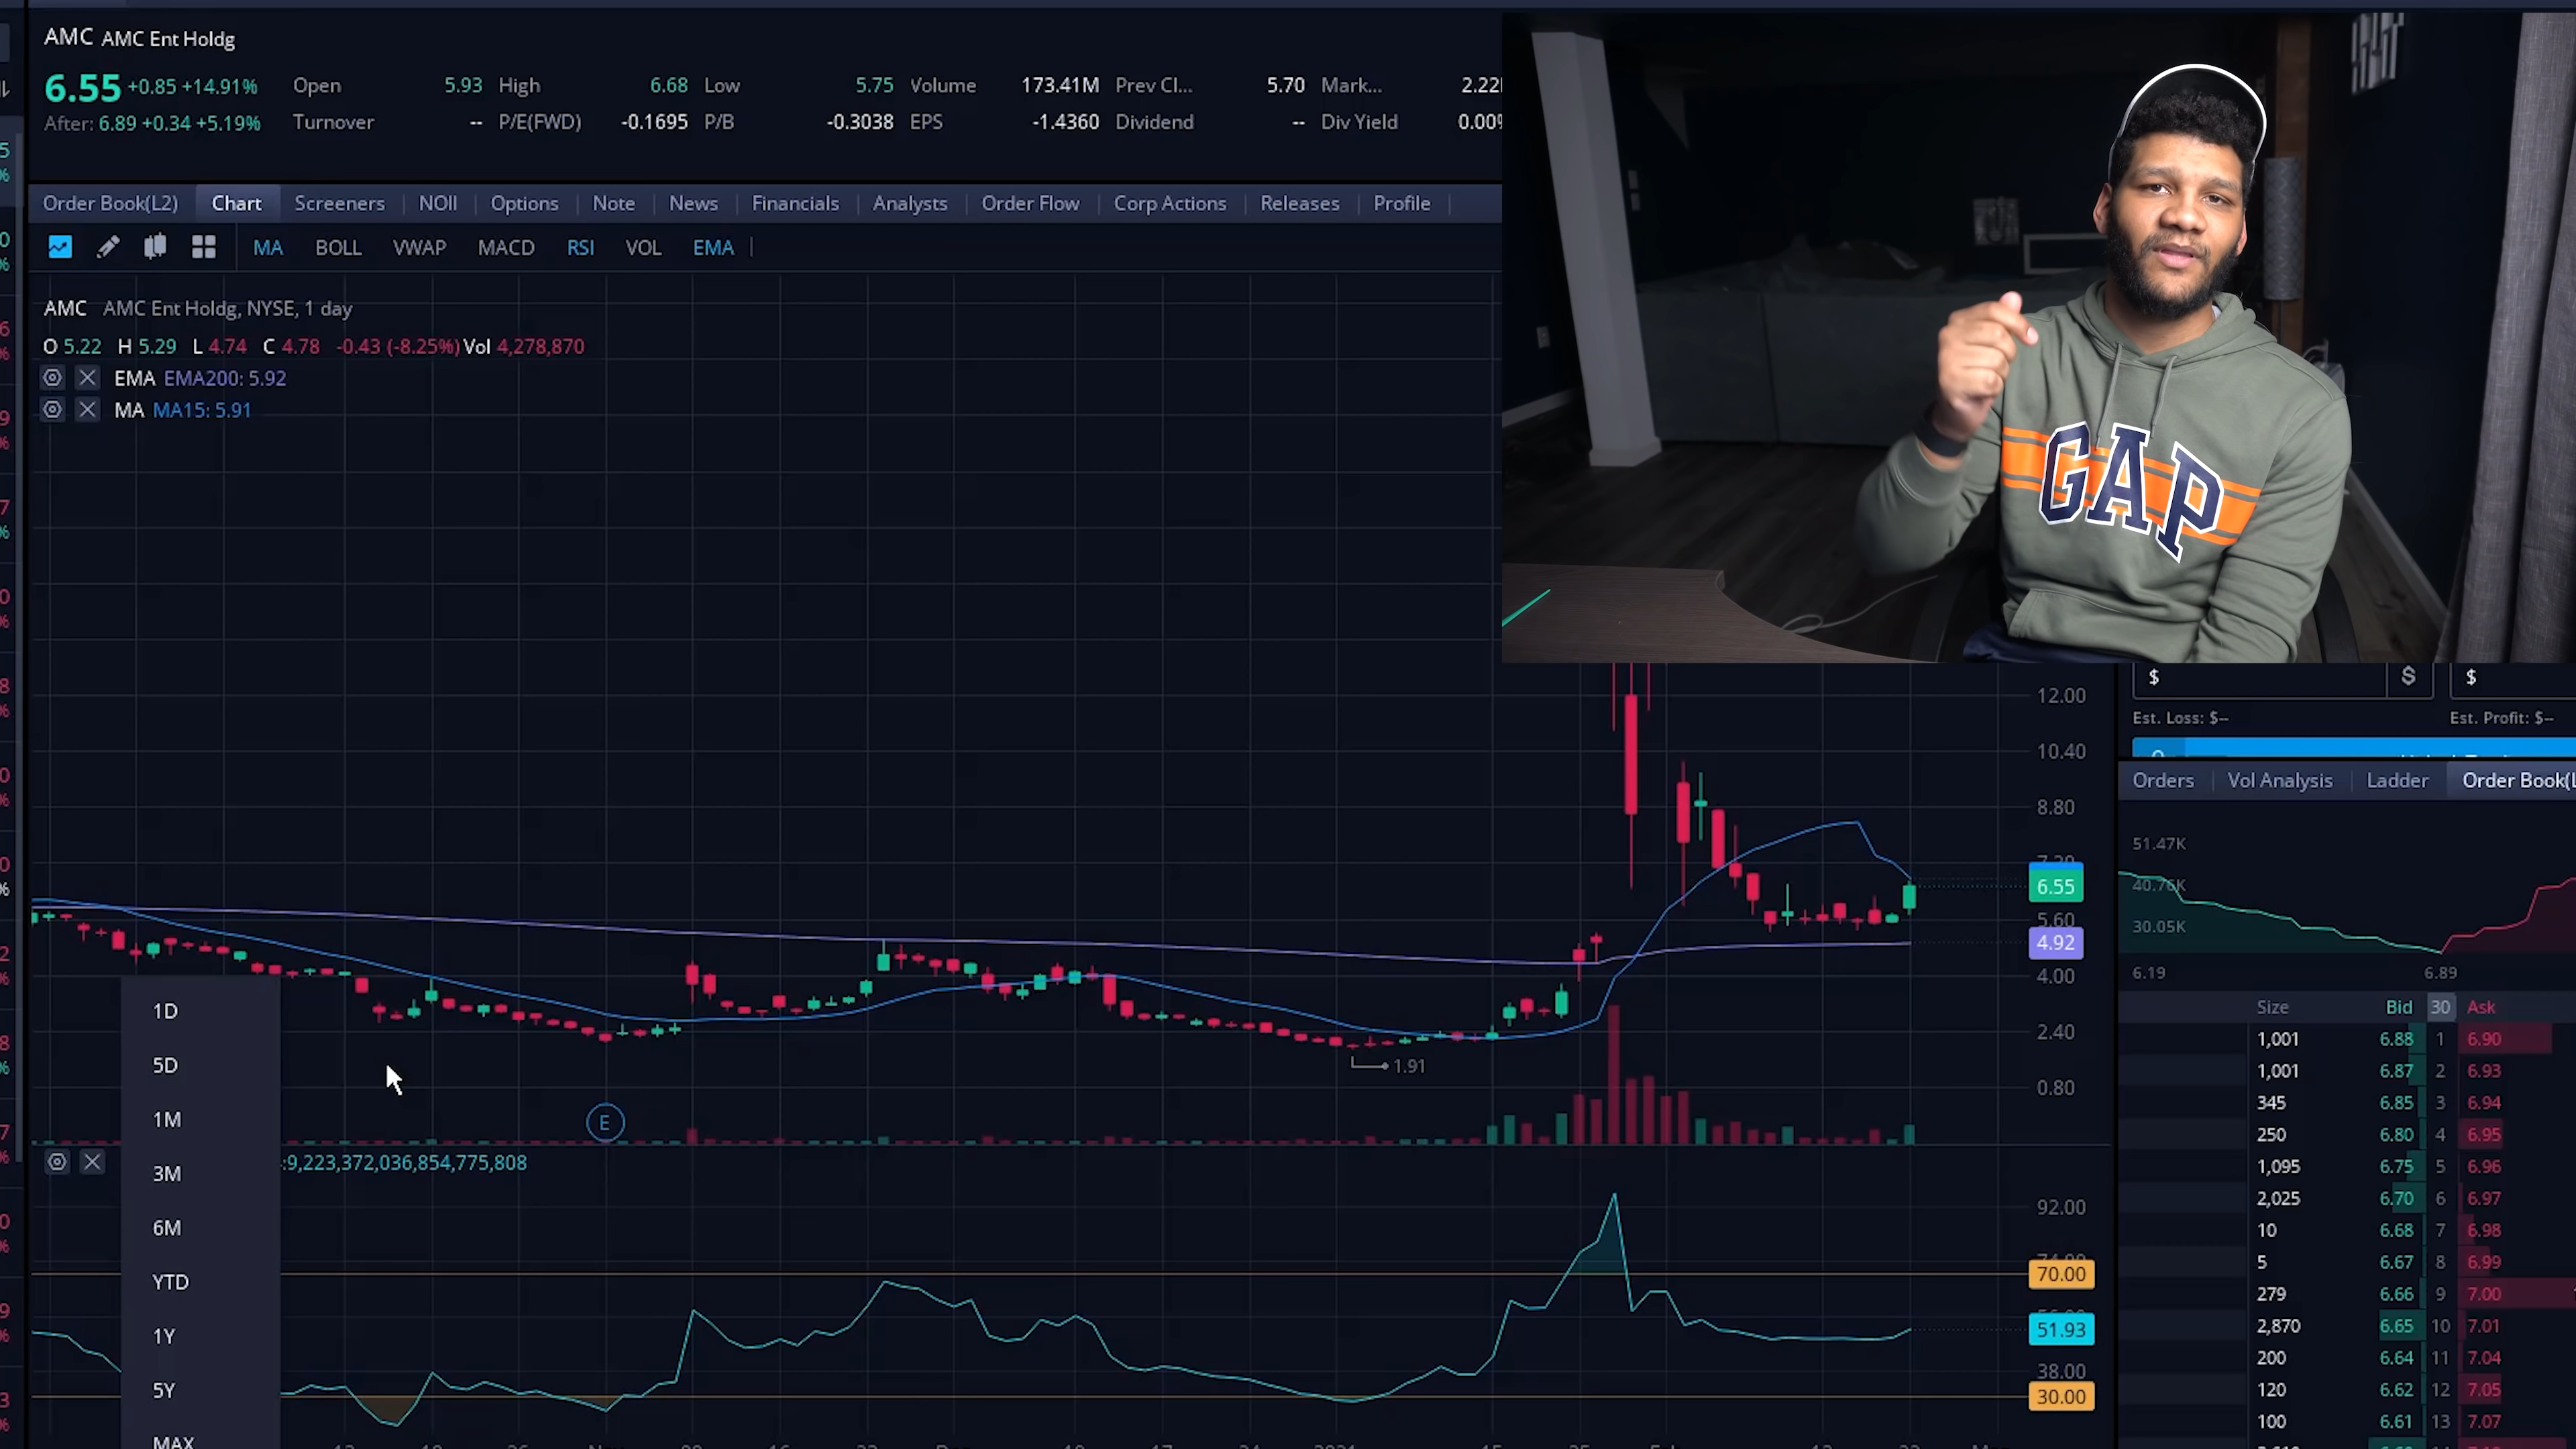 AMC AMC Ent Holdg
6.55 +0.85 +14.91% Open 5.93 High 6.68 Low 5.75 Volume 173.41M Prev Cl... 5.70 Mark...
After: 6.89 +0.34 +5.19% Turnover -- P/E(FWD) -0.1695 P/B -0.3038 EPS -1.4360 Dividend -- Div Yield 0.00%
Order Book(L2) Chart Screeners NOII Options Note News Financials Analysts Order Flow Corp Actions Releases Profile
MA BOLL VWAP MACD RSI VOL EMA
AMC AMC Ent Holdg, NYSE, 1 day
O 5.22 H 5.29 L 4.74 C 4.78 -0.43 (-8.25%) Vol 4,278,870
EMA EMA200: 5.92
MA MA15: 5.91
GAP
12.00
10.40
8.80
6.55
5.60
4.92
4.00
2.40
1.91
0.80
E
:9,223,372,036,854,775,808
92.00
70.00
51.93
38.00
30.00
1D
5D
1M
3M
6M
YTD
1Y
5Y
MAX
$ $ $
Est. Loss: $-- Est. Profit: $--
Orders Vol Analysis Ladder Order Book(L
51.47K
40.76K
30.05K
6.19 6.89
Size Bid 30 Ask
1,001 6.88 1 6.90
1,001 6.87 2 6.93
345 6.85 3 6.94
250 6.80 4 6.95
1,095 6.75 5 6.96
2,025 6.70 6 6.97
10 6.68 7 6.98
5 6.67 8 6.99
279 6.66 9 7.00
2,870 6.65 10 7.01
200 6.64 11 7.04
120 6.62 12 7.05
100 6.61 13 7.07